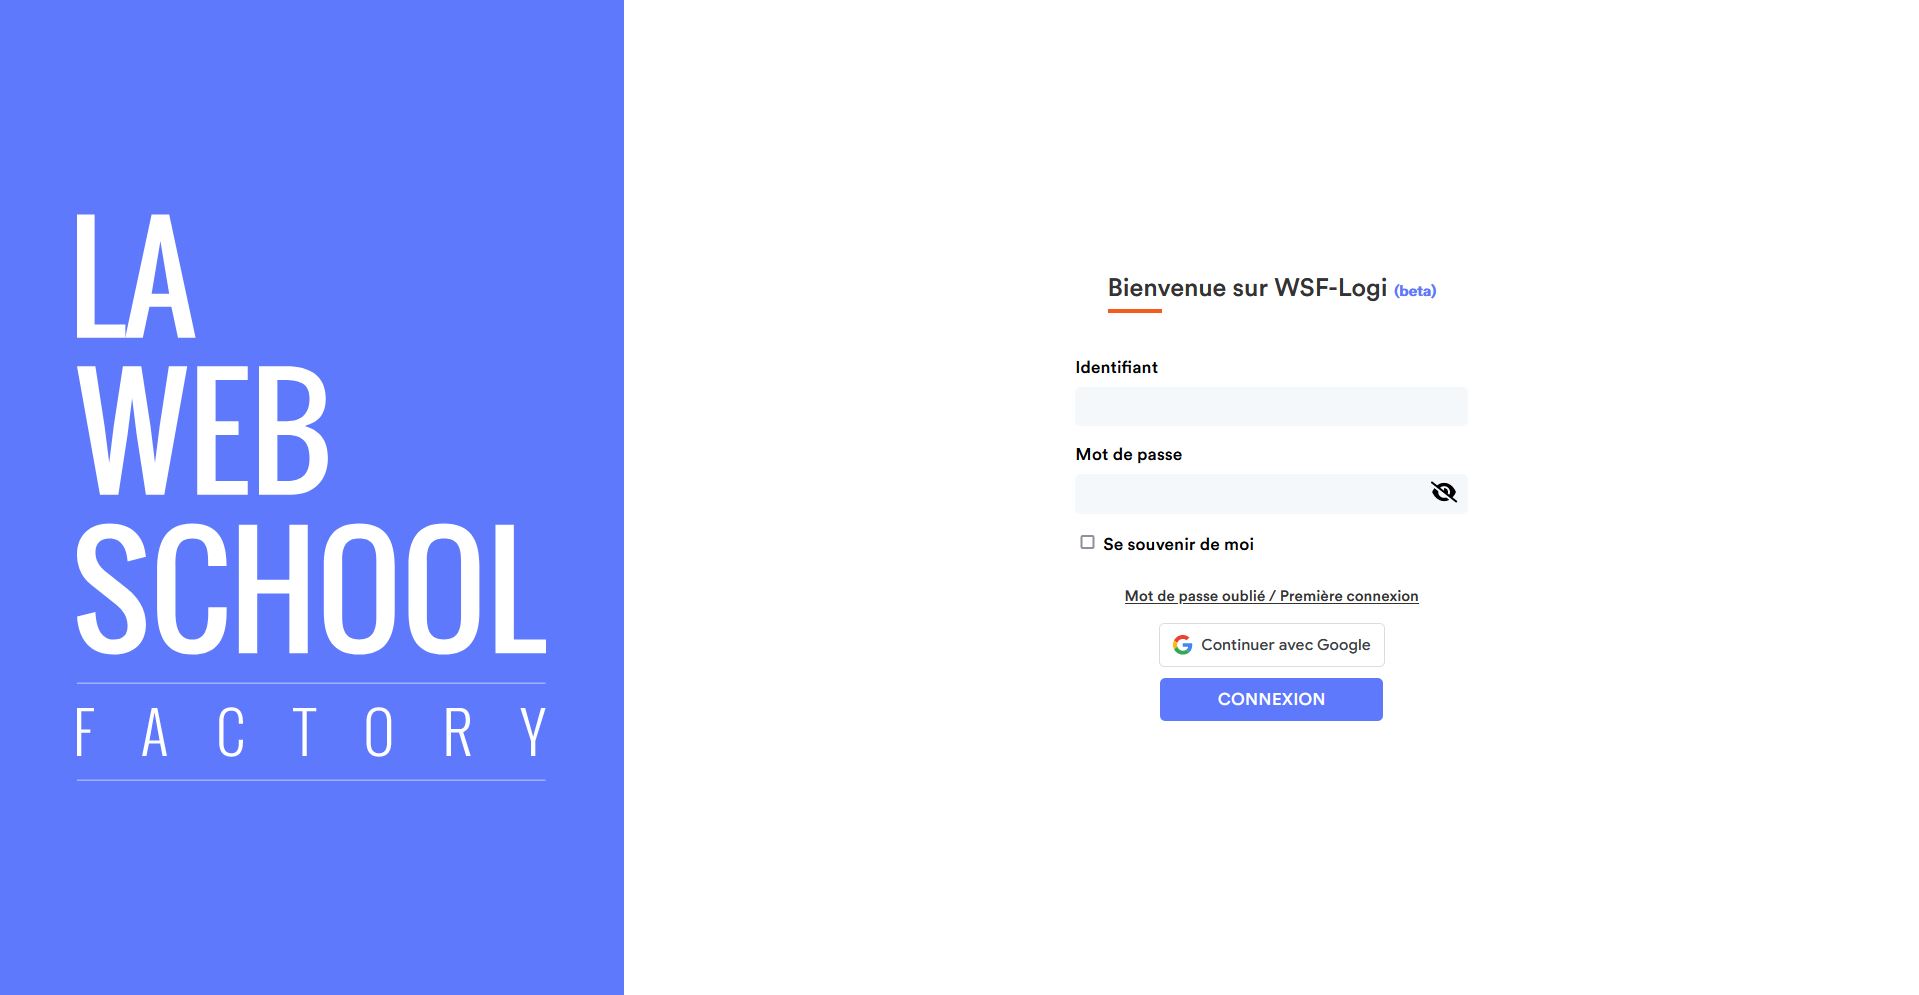 LA
WEB
SCHOOL
FACTORY
Bienvenue sur WSF-Logi (beta)
Identifiant
Mot de passe
Se souvenir de moi
Mot de passe oublié / Première connexion
Continuer avec Google
CONNEXION